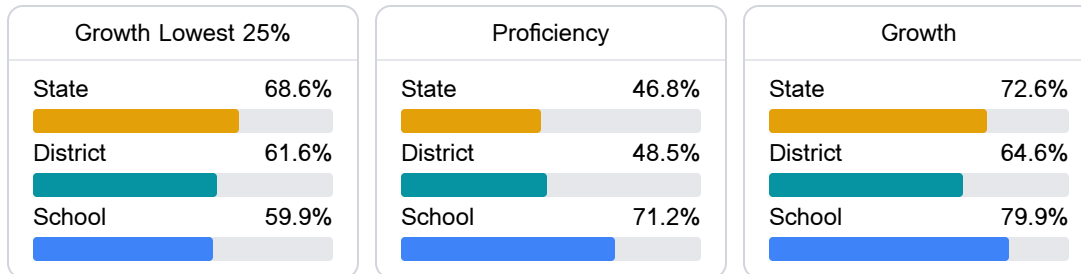 Growth Lowest 25%
State 68.6%
District 61.6%
School 59.9%
Proficiency
State 46.8%
District 48.5%
School 71.2%
Growth
State 72.6%
District 64.6%
School 79.9%